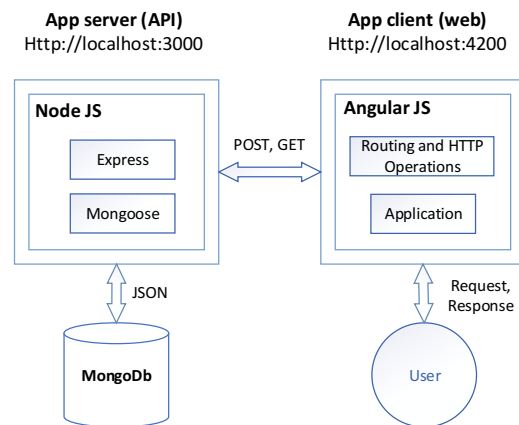 App server (API)
Http://localhost:3000
App client (web)
Http://localhost:4200
Node JS
Express
Mongoose
POST, GET
Angular JS
Routing and HTTP
Operations
Application
JSON
Request,
Response
MongoDb
User